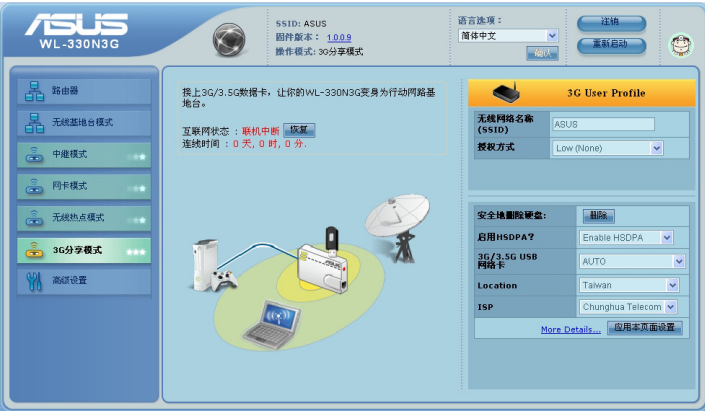 ASUS
WL-330N3G
SSID: ASUS
固件版本： 1.0.0.9
操作模式: 3G分享模式
语言选项：
简体中文
确认
注销
重新启动
路由器
无线基地台模式
中继模式
网卡模式
无线热点模式
3G分享模式
高级设置
接上3G/3.5G数据卡，让你的WL-330N3G变身为行动网路基
地台。
互联网状态 ：联机中断 恢复
连线时间 ：0 天, 0 时, 0 分.
3G User Profile
无线网络名称
(SSID)
ASUS
授权方式
Low (None)
安全地删除硬盘:
删除
启用HSDPA?
Enable HSDPA
3G/3.5G USB
网络卡
AUTO
Location
Taiwan
ISP
Chunghua Telecom
More Details... 应用本页面设置